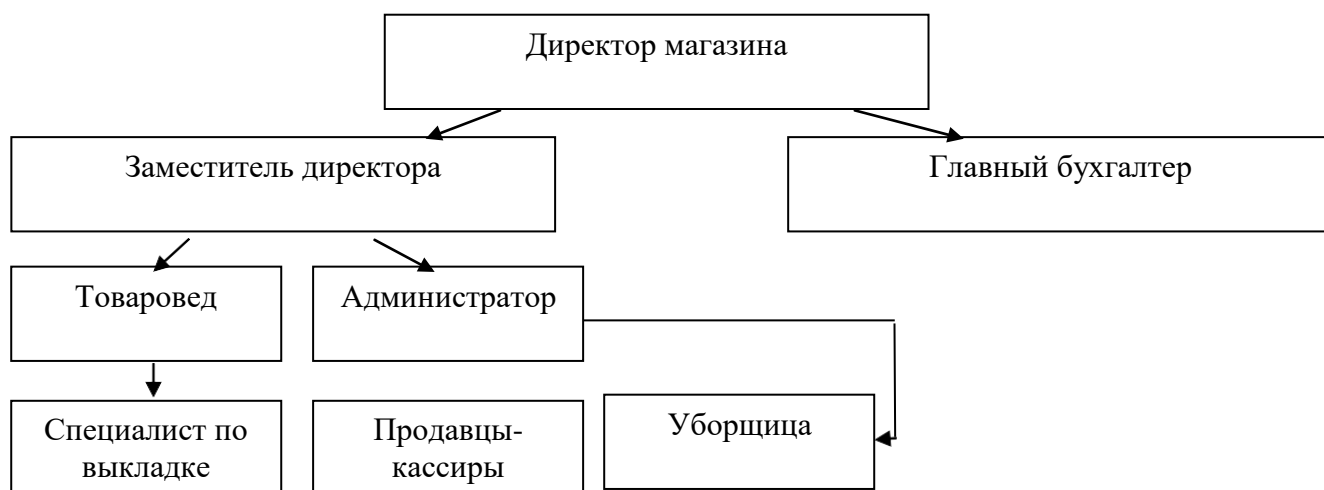 Директор магазина
Заместитель директора
Главный бухгалтер
Товаровед
Администратор
Специалист по
выкладке
Продавцы-
кассиры
Уборщица